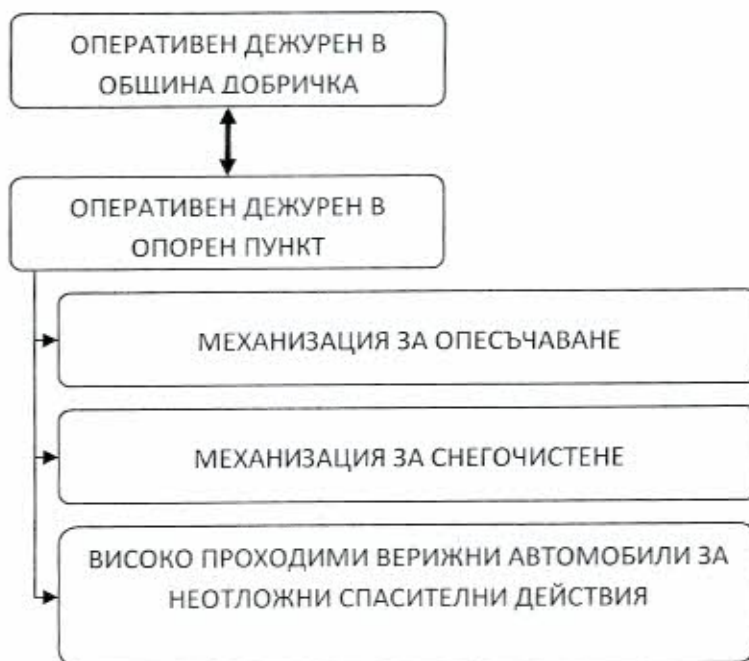 ОПЕРАТИВЕН ДЕЖУРЕН В
ОБЩИНА ДОБРИЧКА
ОПЕРАТИВЕН ДЕЖУРЕН В
ОПОРЕН ПУНКТ
МЕХАНИЗАЦИЯ ЗА ОПЕСЪЧАВАНЕ
МЕХАНИЗАЦИЯ ЗА СНЕГОЧИСТЕНЕ
ВИСОКО ПРОХОДИМИ ВЕРИЖНИ АВТОМОБИЛИ ЗА
НЕОТЛОЖНИ СПАСИТЕЛНИ ДЕЙСТВИЯ